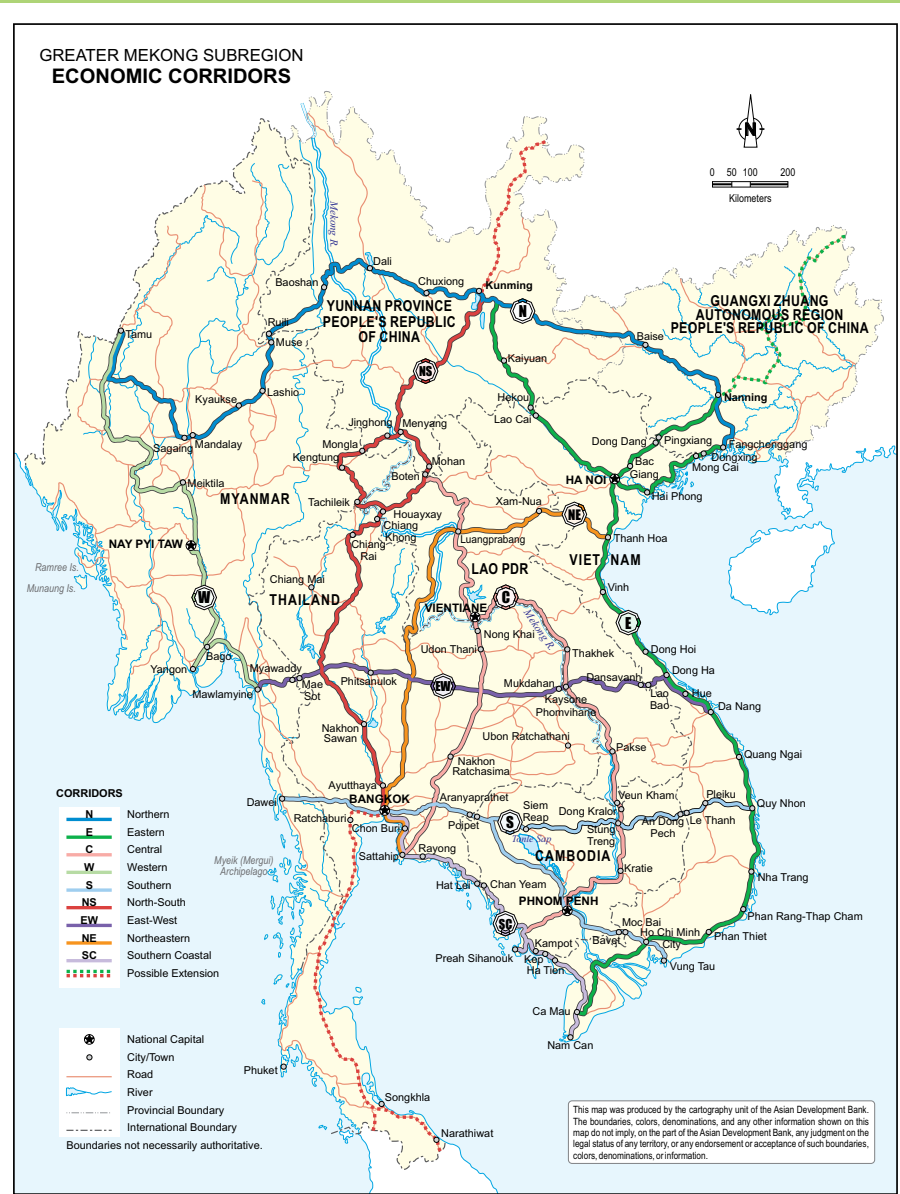 GREATER MEKONG SUBREGION
ECONOMIC CORRIDORS
N
0 50 100 200
Kilometers
Mekong R.
Dali
Baoshan
Chuxiong
Kunming
YUNNAN PROVINCE
PEOPLE'S REPUBLIC
OF CHINA
N
GUANGXI ZHUANG
AUTONOMOUS REGION
PEOPLE'S REPUBLIC OF CHINA
Tamu
Ruili
Muse
Baise
Kaiyuan
NS
Lashio
Kyaukse
Hekou
Lao Cai
Nanning
Jinghong
Menyang
Sagaing
Mandalay
Mongla
Kengtung
Dong Dang
Pingxiang
Fangchenggang
Dongxing
Mong Cai
Mohan
Boten
Bac
Giang
HA NOI
Hai Phong
Meiktila
MYANMAR
Tachileik
Xam-Nua
Houayxay
Chiang
Khong
NE
Thanh Hoa
Chiang
Rai
Luangprabang
NAY PYI TAW
LAO PDR
VIET NAM
Ramree Is.
Munaung Is.
Chiang Mai
THAILAND
W
VIENTIANE
C
Mekong R.
Vinh
E
Nong Khai
Udon Thani
Thakhek
Dong Hoi
Bago
Yangon
Myawaddy
Mae
Sot
Phitsanulok
EW
Mukdahan
Dansavanh
Dong Ha
Lao
Bao
Hue
Mawlamyine
Kaysone
Phomvihane
Da Nang
Nakhon
Sawan
Ubon Ratchathani
Pakse
Quang Ngai
Nakhon
Ratchasima
Ayutthaya
BANGKOK
Dawei
Aranyaprathet
Siem
Reap
Veun Kham
Dong Kralor
Pleiku
Quy Nhon
Ratchaburi
Chon Buri
Poipet
S
An Dong
Pech
Le Thanh
Stung
Treng
Tonle Sap
CAMBODIA
Sattahip
Rayong
Kratie
Myeik (Mergui)
Archipelago
Hat Lei
Chan Yeam
Nha Trang
PHNOM PENH
SC
Moc Bai
Bavet
Ho Chi Minh
City
Phan Rang-Thap Cham
Phan Thiet
Preah Sihanouk
Kampot
Kep
Ha Tien
Vung Tau
Ca Mau
Nam Can
Phuket
Songkhla
Narathiwat
CORRIDORS
N Northern
E Eastern
C Central
W Western
S Southern
NS North-South
EW East-West
NE Northeastern
SC Southern Coastal
Possible Extension
National Capital
City/Town
Road
River
Provincial Boundary
International Boundary
Boundaries not necessarily authoritative.
This map was produced by the cartography unit of the Asian Development Bank.
The boundaries, colors, denominations, and any other information shown on this
map do not imply, on the part of the Asian Development Bank, any judgment on the
legal status of any territory, or any endorsement or acceptance of such boundaries,
colors, denominations, or information.